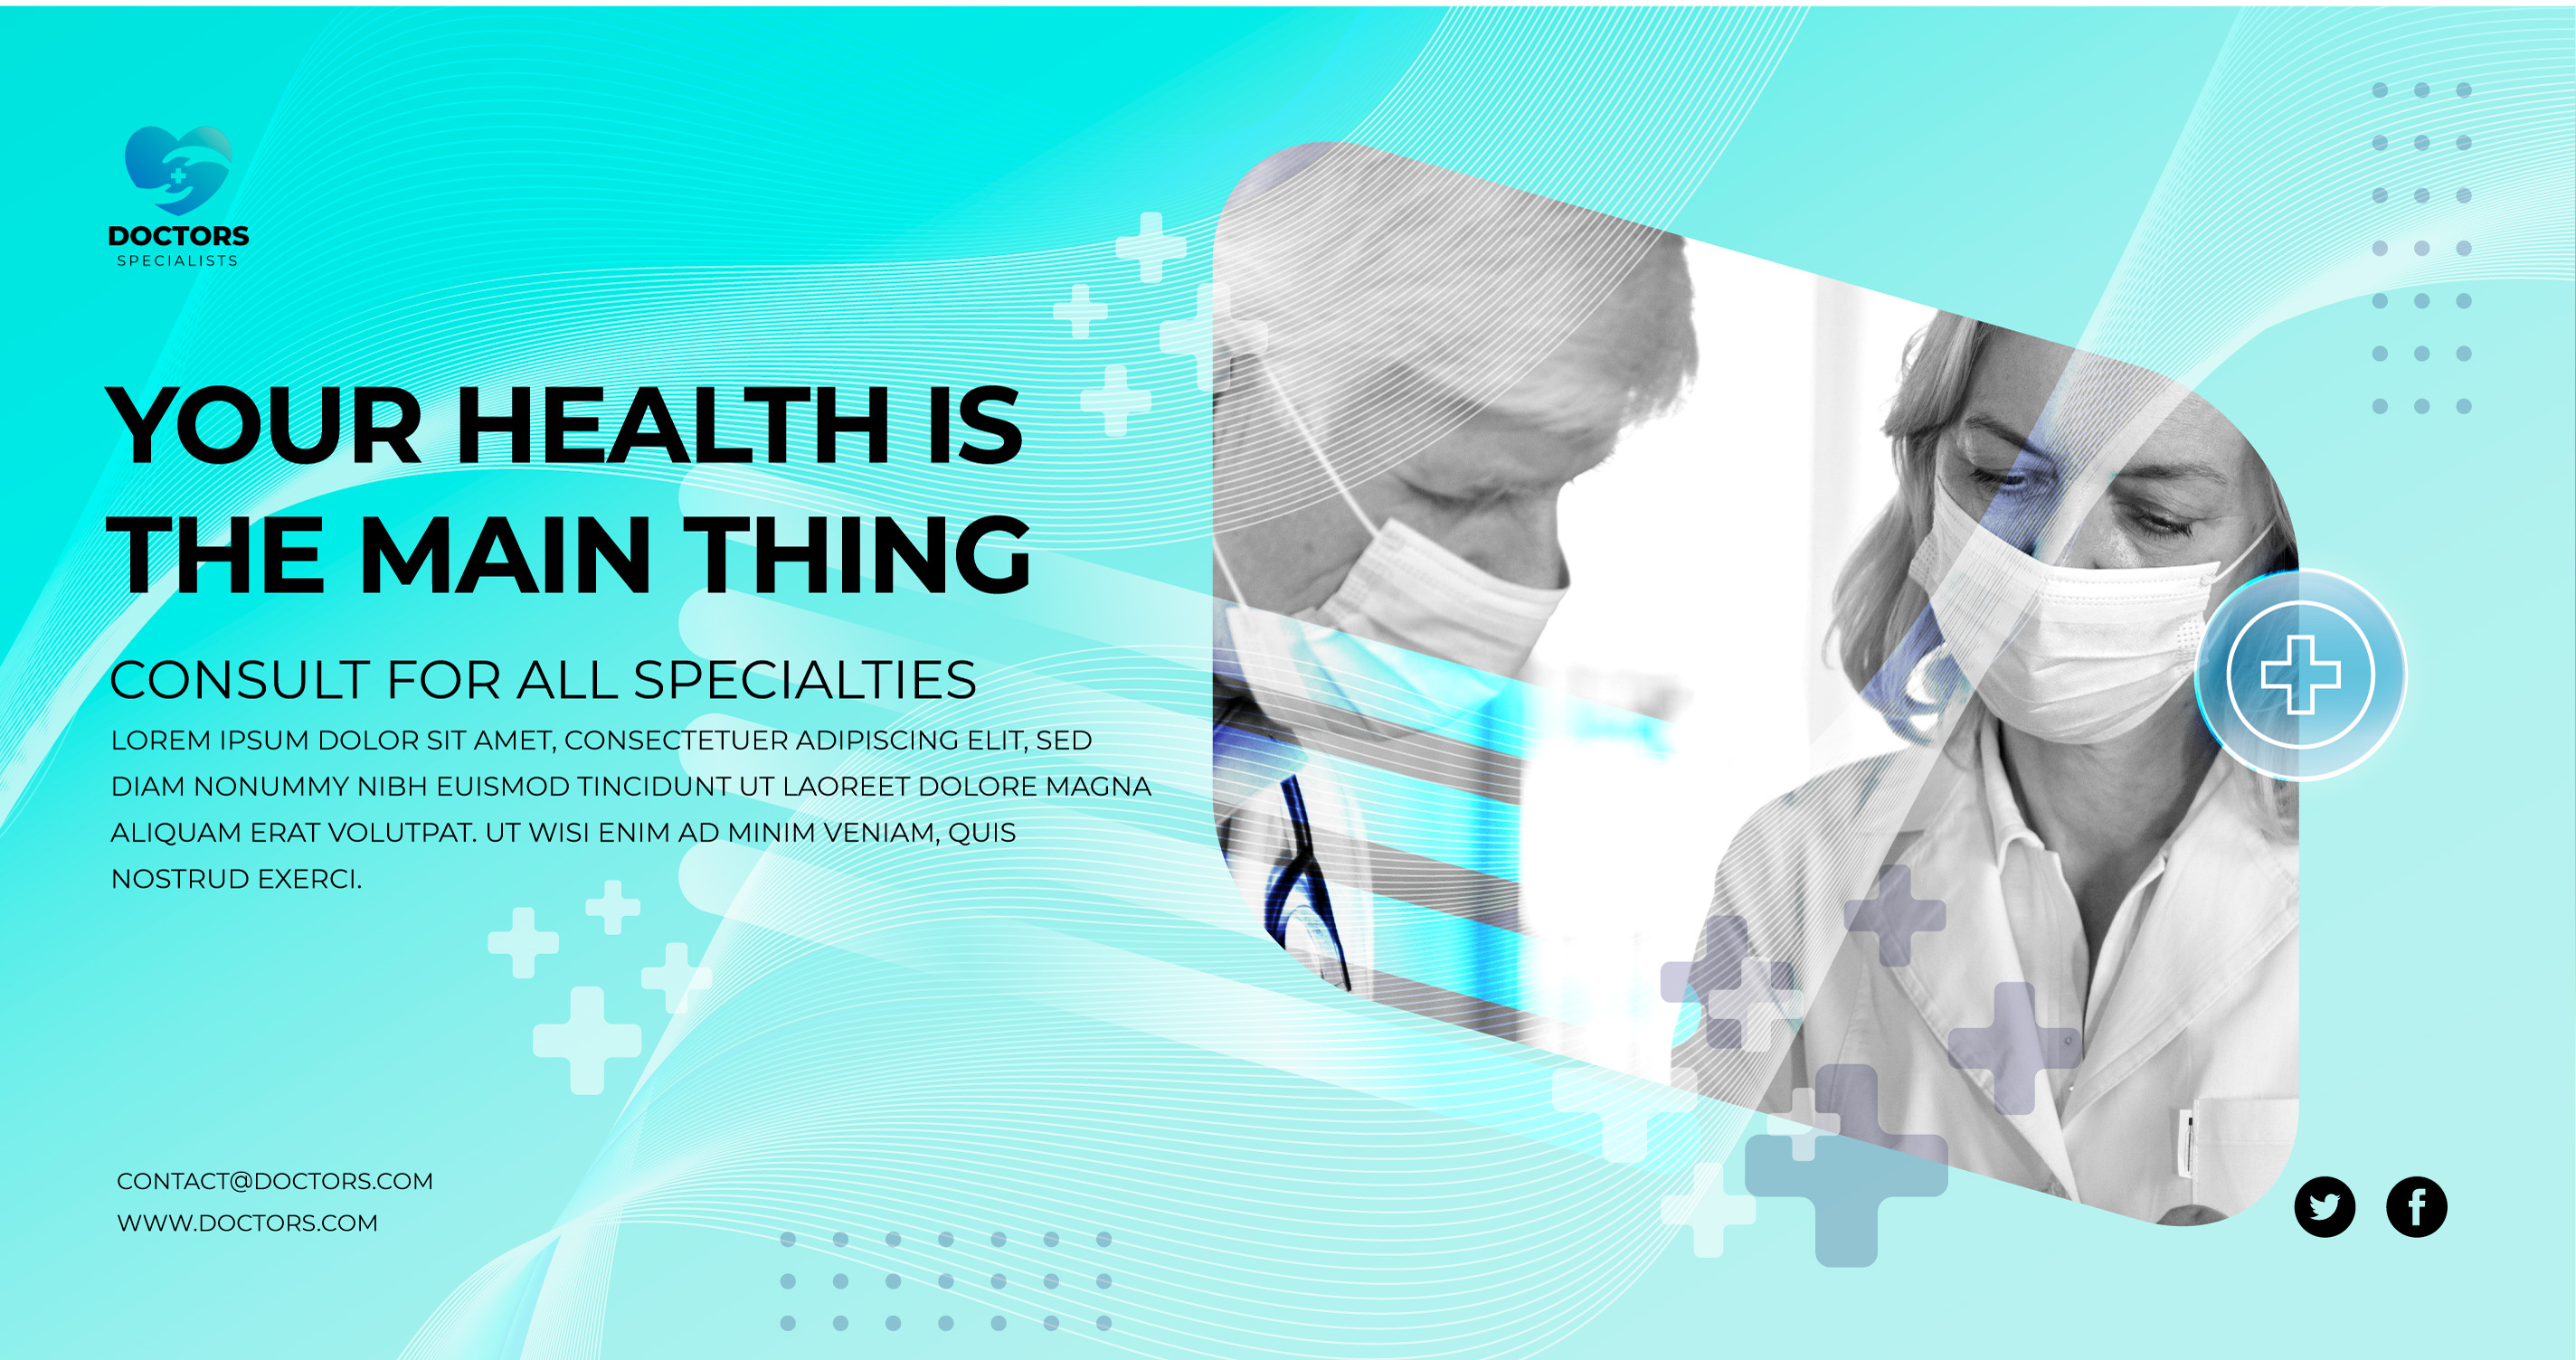 DOCTORS
SPECIALISTS
YOUR HEALTH IS
THE MAIN THING
CONSULT FOR ALL SPECIALTIES
LOREM IPSUM DOLOR SIT AMET, CONSECTETUER ADIPISCING ELIT, SED
DIAM NONUMMY NIBH EUISMOD TINCIDUNT UT LAOREET DOLORE MAGNA
ALIQUAM ERAT VOLUTPAT. UT WISI ENIM AD MINIM VENIAM, QUIS
NOSTRUD EXERCI.
CONTACT@DOCTORS.COM
WWW.DOCTORS.COM